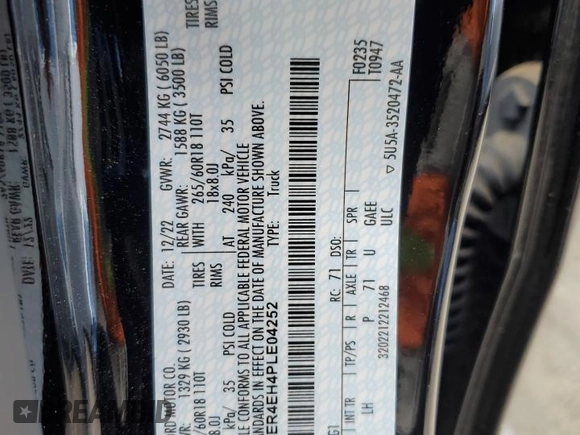 RD MOTOR CO.
DATE: 12/22 GVWR: 2744 KG ( 6050 LB)
1329 KG ( 2930 LB) REAR GAWR: 1588 KG ( 3500 LB)
/60R18 110T TIRES WITH 265/60R18 110T TIRES
8.0J RIMS 18x8.0J RIMS
kPa/ 35 PSI COLD AT 240 kPa/ 35 PSI COLD
LE CONFORMS TO ALL APPLICABLE FEDERAL MOTOR VEHICLE
ANDARDS IN EFFECT ON THE DATE OF MANUFACTURE SHOWN ABOVE.
ER4EH4PLE04252 Truck
F0235
T0947
RC: 71 DSO:
INT TR TP/PS R AXLE TR SPR
LH P 71 U GAEE
ULC
3202212212468
5U5A-3520472-AA
DAMAGED